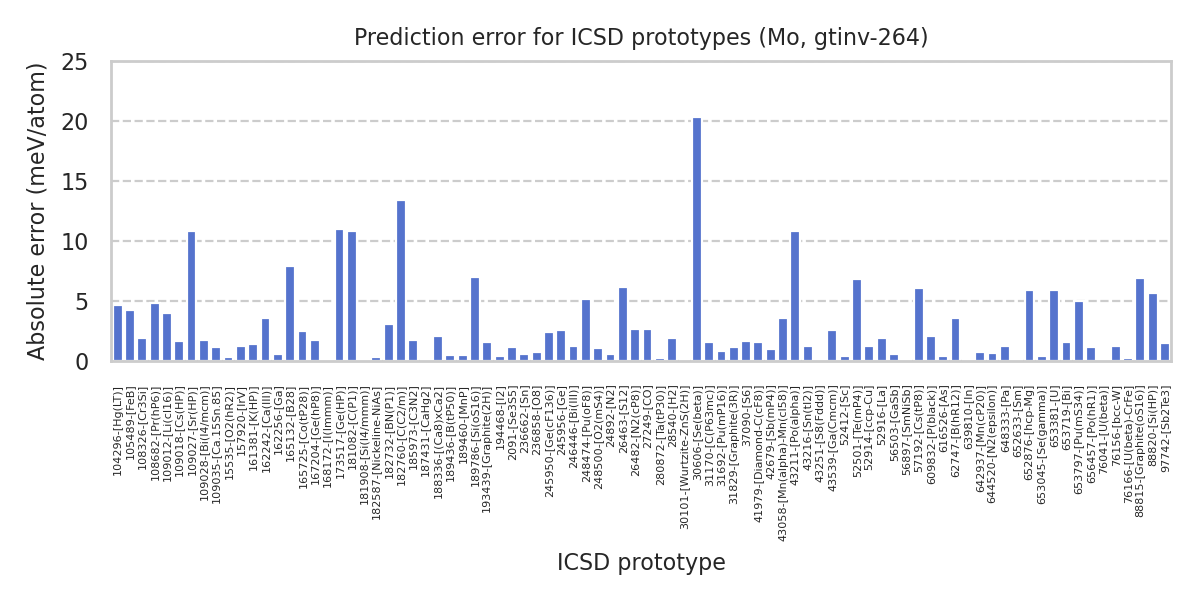 Prediction error for ICSD prototypes (Mo, gtinv-264)
Absolute error (meV/atom)
25
20
15
10
5
0
104296-[Hg(LT)]
105489-[FeB]
108326-[Cr3Si]
108682-[Pr(hP6)]
109012-[Li(cI16)]
109018-[Cs(HP)]
109027-[Sr(HP)]
109028-[Bi(I4/mcm)]
109035-[Ca.15Sn.85]
15535-[O2(hR2)]
157920-[IrV]
161381-[K(HP)]
162242-[Ca(III)]
162256-[Ga]
165132-[B28]
165725-[Co(tP28)]
167204-[Ge(hP8)]
168172-[I(Immm)]
173517-[Ge(HP)]
181082-[C(P1)]
181908-[Si(I4/mmm)]
182587-[Nickeline-NiAs]
182732-[BN(P1)]
182760-[C(C2/m)]
185973-[C3N2]
187431-[CaHg2]
188336-[(Ca8)xCa2]
189436-[B(tP50)]
189460-[MnP]
189786-[Si(oS16)]
193439-[Graphite(2H)]
194468-[I2]
2091-[Se3S5]
236662-[Sn]
236858-[O8]
245950-[Ge(cF136)]
245956-[Ge]
246446-[Bi(III)]
248474-[Pu(oF8)]
248500-[O2(mS4)]
24892-[N2]
26463-[S12]
26482-[N2(cP8)]
27249-[CO]
280872-[Ta(tP30)]
28540-[H2]
30101-[Wurtzite-ZnS(2H)]
30606-[Se(beta)]
31170-[C(P63mc)]
31692-[Pu(mP16)]
31829-[Graphite(3R)]
37090-[S6]
41979-[Diamond-C(cF8)]
42679-[Sb(mP4)]
43058-[Mn(alpha)-Mn(cI58)]
43211-[Po(alpha)]
43216-[Sn(tI2)]
43251-[S8(Fddd)]
43539-[Ga(Cmcm)]
52412-[Sc]
52501-[Te(mP4)]
52914-[fcc-Cu]
52916-[La]
56503-[GaSb]
56897-[SmNiSb]
57192-[Cs(tP8)]
609832-[P(black)]
616526-[As]
62747-[B(hR12)]
639810-[In]
642937-[Mn(cP20)]
644520-[N2(epsilon)]
648333-[Pa]
652633-[Sm]
652876-[hcp-Mg]
653045-[Se(gamma)]
653381-[U]
653719-[Bi]
653797-[Pu(mS34)]
656457-[Po(hR1)]
76041-[U(beta)]
76156-[bcc-W]
76166-[U(beta)-CrFe]
88815-[Graphite(oS16)]
88820-[Si(HP)]
97742-[Sb2Te3]
ICSD prototype